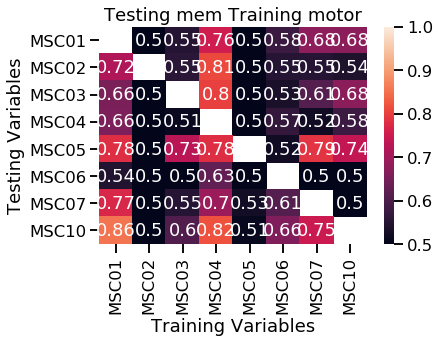 Testing mem Training motor
Testing Variables
MSC01 0.5 0.55 0.76 0.5 0.58 0.68 0.68
MSC02 0.72 0.55 0.81 0.5 0.55 0.55 0.54
MSC03 0.66 0.5 0.8 0.5 0.53 0.61 0.68
MSC04 0.66 0.5 0.51 0.5 0.57 0.52 0.58
MSC05 0.78 0.5 0.73 0.78 0.52 0.79 0.74
MSC06 0.54 0.5 0.5 0.63 0.5 0.5 0.5
MSC07 0.77 0.5 0.55 0.7 0.53 0.61 0.5
MSC10 0.86 0.5 0.6 0.82 0.51 0.66 0.75
MSC01 MSC02 MSC03 MSC04 MSC05 MSC06 MSC07 MSC10
Training Variables
1.0
0.9
0.8
0.7
0.6
0.5